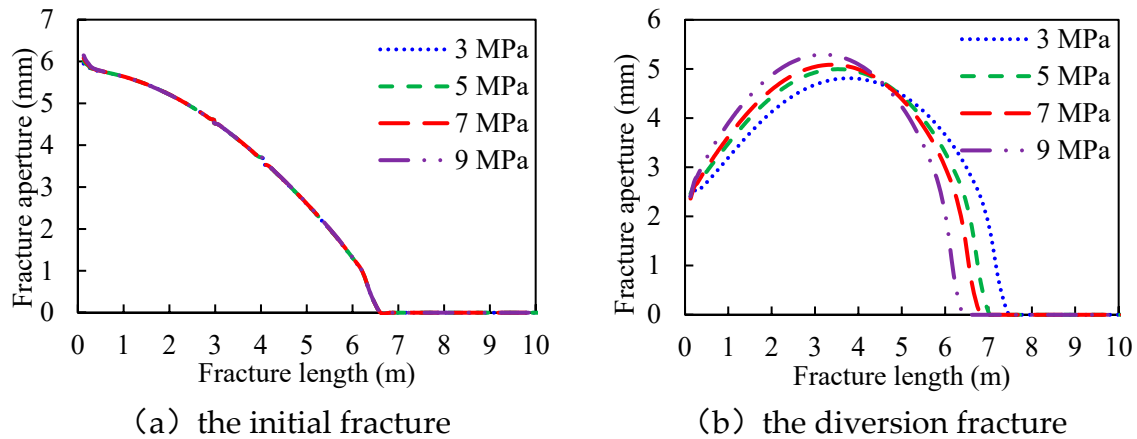 7
6
5
4
3
2
1
0
Fracture aperture (mm)
3 MPa
5 MPa
7 MPa
9 MPa
0 1 2 3 4 5 6 7 8 9 10
Fracture length (m)
（a）the initial fracture
6
5
4
3
2
1
0
Fracture aperture (mm)
3 MPa
5 MPa
7 MPa
9 MPa
0 1 2 3 4 5 6 7 8 9 10
Fracture length (m)
（b）the diversion fracture